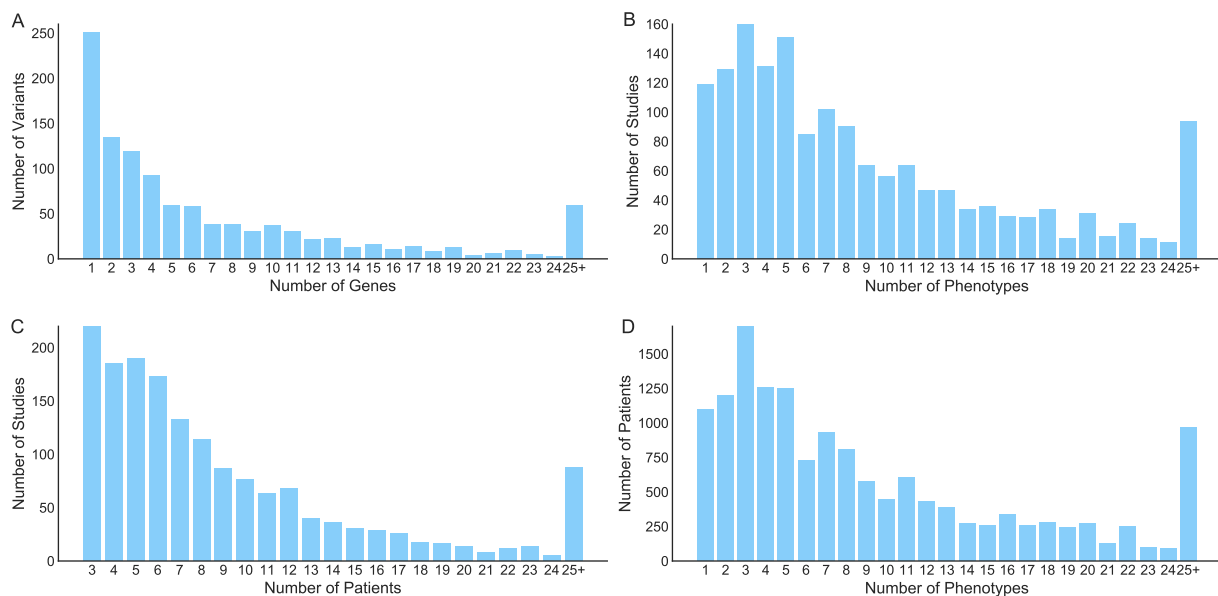 A
Number of Variants
250
200
150
100
50
0
1 2 3 4 5 6 7 8 9 10 11 12 13 14 15 16 17 18 19 20 21 22 23 24 25+
Number of Genes
B
Number of Studies
160
140
120
100
80
60
40
20
0
1 2 3 4 5 6 7 8 9 10 11 12 13 14 15 16 17 18 19 20 21 22 23 24 25+
Number of Phenotypes
C
Number of Studies
200
150
100
50
0
3 4 5 6 7 8 9 10 11 12 13 14 15 16 17 18 19 20 21 22 23 24 25+
Number of Patients
D
Number of Patients
1500
1250
1000
750
500
250
0
1 2 3 4 5 6 7 8 9 10 11 12 13 14 15 16 17 18 19 20 21 22 23 24 25+
Number of Phenotypes